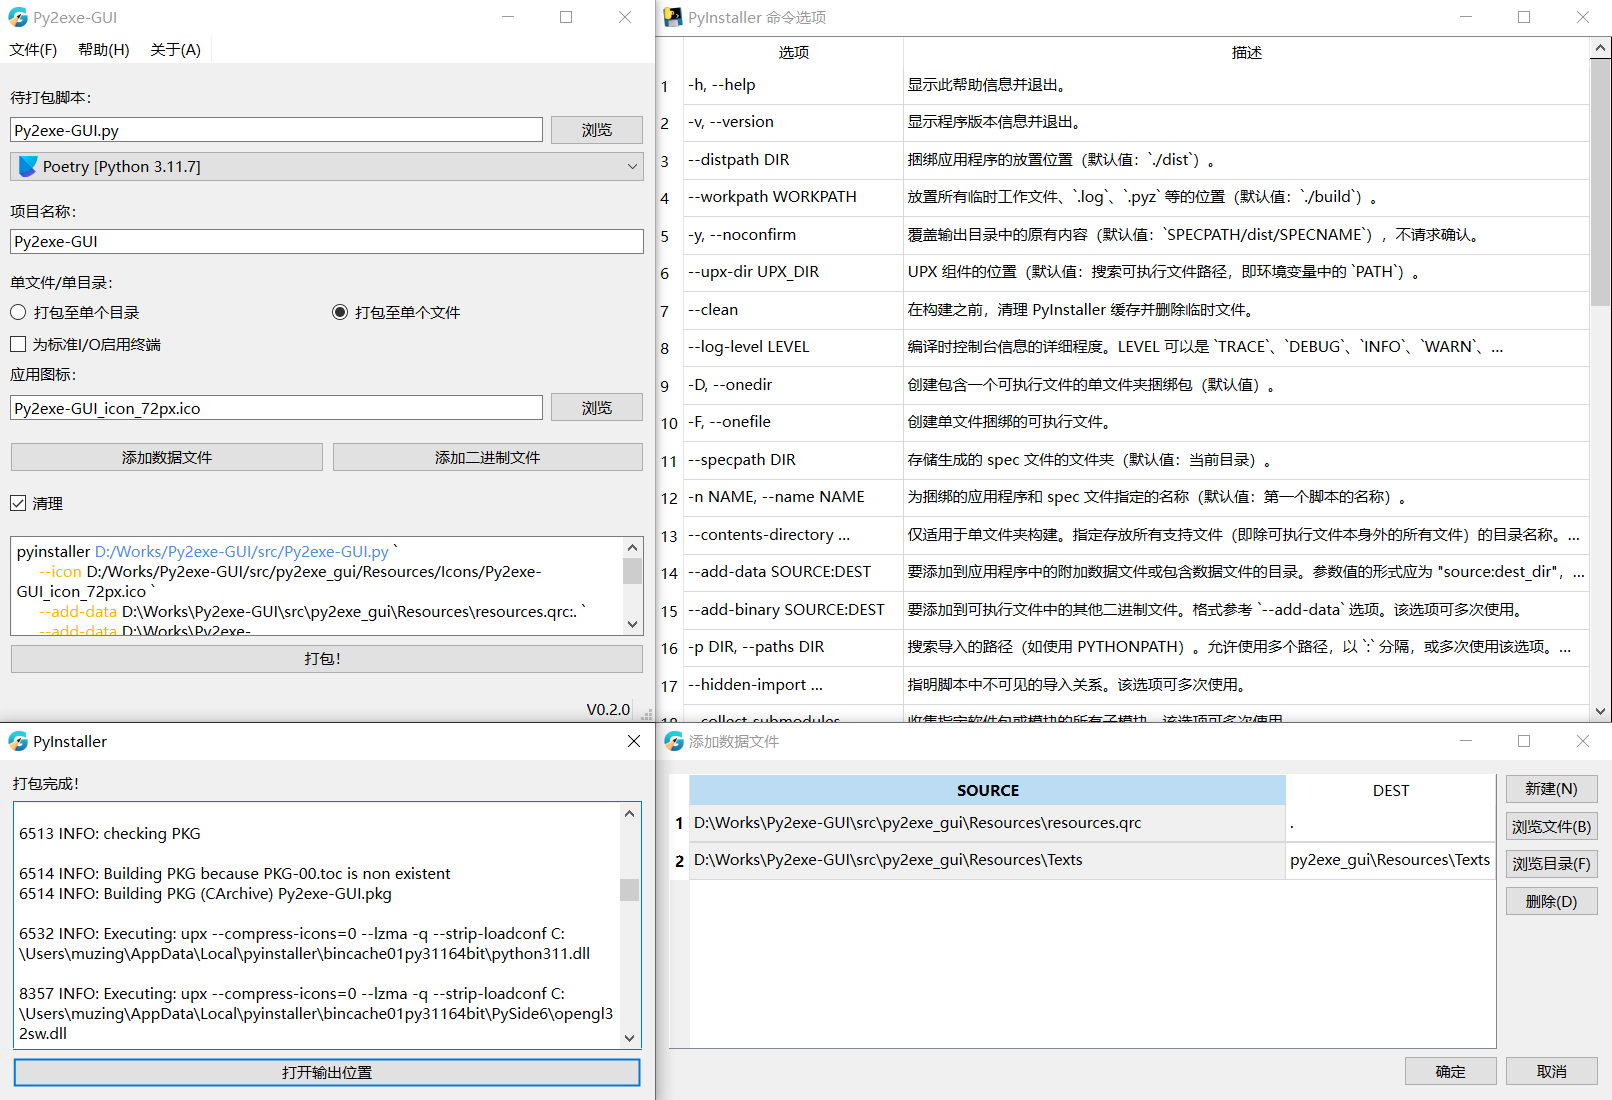 Py2exe-GUI
文件(F) 帮助(H) 关于(A)
待打包脚本：
Py2exe-GUI.py 浏览
Poetry [Python 3.11.7]
项目名称：
Py2exe-GUI
单文件/单目录：
打包至单个目录 打包至单个文件
为标准I/O启用终端
应用图标：
Py2exe-GUI_icon_72px.ico 浏览
添加数据文件 添加二进制文件
清理
pyinstaller D:/Works/Py2exe-GUI/src/Py2exe-GUI.py `
--icon D:/Works/Py2exe-GUI/src/py2exe_gui/Resources/Icons/Py2exe-
GUI_icon_72px.ico `
--add-data D:\Works\Py2exe-GUI\src\py2exe_gui\Resources\resources.qrc:. `
--add-data D:\Works\Py2exe-
打包！
V0.2.0
PyInstaller 命令选项
选项 描述
1 -h, --help 显示此帮助信息并退出。
2 -v, --version 显示程序版本信息并退出。
3 --distpath DIR 捆绑应用程序的放置位置（默认值：`./dist`）。
4 --workpath WORKPATH 放置所有临时工作文件、`.log`、`.pyz` 等的位置（默认值：`./build`）。
5 -y, --noconfirm 覆盖输出目录中的原有内容（默认值：`SPECPATH/dist/SPECNAME`），不请求确认。
6 --upx-dir UPX_DIR UPX 组件的位置（默认值：搜索可执行文件路径，即环境变量中的 `PATH`）。
7 --clean 在构建之前，清理 PyInstaller 缓存并删除临时文件。
8 --log-level LEVEL 编译时控制台信息的详细程度。LEVEL 可以是 `TRACE`、`DEBUG`、`INFO`、`WARN`、...
9 -D, --onedir 创建包含一个可执行文件的单文件夹捆绑包（默认值）。
10 -F, --onefile 创建单文件捆绑的可执行文件。
11 --specpath DIR 存储生成的 spec 文件的文件夹（默认值：当前目录）。
12 -n NAME, --name NAME 为捆绑的应用程序和 spec 文件指定的名称（默认值：第一个脚本的名称）。
13 --contents-directory ... 仅适用于单文件夹构建。指定存放所有支持文件（即除可执行文件本身外的所有文件）的目录名称。...
14 --add-data SOURCE:DEST 要添加到应用程序中的附加数据文件或包含数据文件的目录。参数值的形式应为 "source:dest_dir"，...
15 --add-binary SOURCE:DEST 要添加到可执行文件中的其他二进制文件。格式参考 `--add-data` 选项。该选项可多次使用。
16 -p DIR, --paths DIR 搜索导入的路径（如使用 PYTHONPATH）。允许使用多个路径，以 `:` 分隔，或多次使用该选项。...
17 --hidden-import ... 指明脚本中不可见的导入关系。该选项可多次使用。
18 --collect-submodules 收集指定软件包或模块的所有子模块。该选项可多次使用
PyInstaller
打包完成！
6513 INFO: checking PKG
6514 INFO: Building PKG because PKG-00.toc is non existent
6514 INFO: Building PKG (CArchive) Py2exe-GUI.pkg
6532 INFO: Executing: upx --compress-icons=0 --lzma -q --strip-loadconf C:
\Users\muzing\AppData\Local\pyinstaller\bincache01py31164bit\python311.dll
8357 INFO: Executing: upx --compress-icons=0 --lzma -q --strip-loadconf C:
\Users\muzing\AppData\Local\pyinstaller\bincache01py31164bit\PySide6\opengl3
2sw.dll
打开输出位置
添加数据文件
SOURCE DEST
1 D:\Works\Py2exe-GUI\src\py2exe_gui\Resources\resources.qrc .
2 D:\Works\Py2exe-GUI\src\py2exe_gui\Resources\Texts py2exe_gui\Resources\Texts
新建(N)
浏览文件(B)
浏览目录(F)
删除(D)
确定 取消